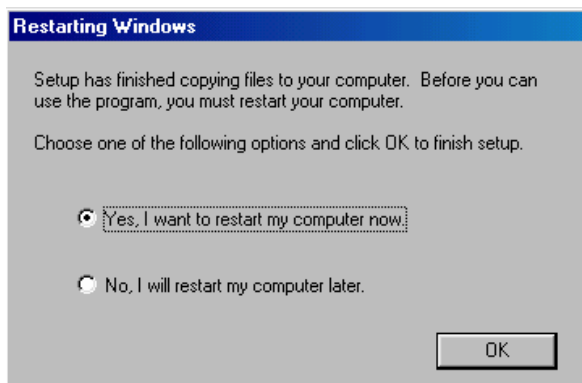 Restarting Windows
Setup has finished copying files to your computer.  Before you can
use the program, you must restart your computer.
Choose one of the following options and click OK to finish setup.
Yes, I want to restart my computer now.
No, I will restart my computer later.
OK